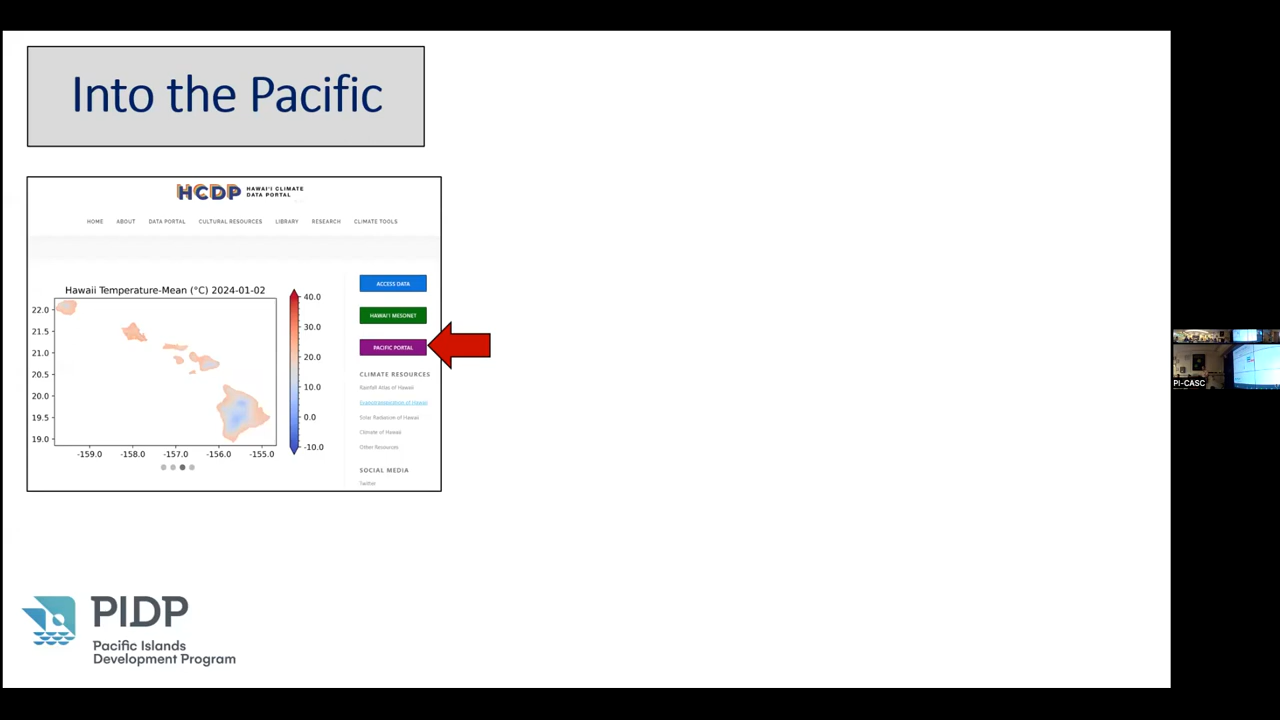 Into the Pacific
HCDP HAWAI'I CLIMATE
DATA PORTAL
HOME ABOUT DATA PORTAL CULTURAL RESOURCES LIBRARY RESEARCH CLIMATE TOOLS
Hawaii Temperature-Mean (°C) 2024-01-02
22.0
21.5
21.0
20.5
20.0
19.5
19.0
-159.0 -158.0 -157.0 -156.0 -155.0
40.0
30.0
20.0
10.0
0.0
-10.0
ACCESS DATA
HAWAI'I MESONET
PACIFIC PORTAL
CLIMATE RESOURCES
Rainfall Atlas of Hawaii
Evapotranspiration of Hawaii
Solar Radiation of Hawaii
Climate of Hawaii
Other Resources
SOCIAL MEDIA
Twitter
PIDP
Pacific Islands
Development Program
PI-CASC